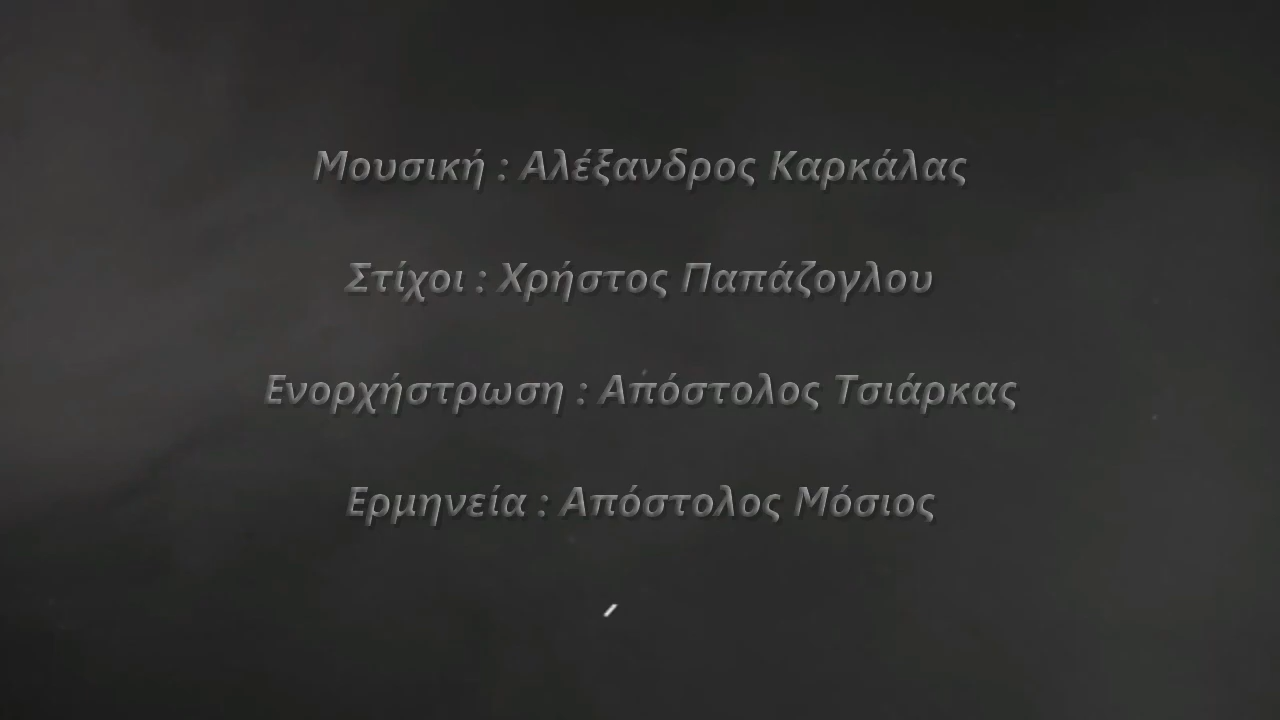 Μουσική : Αλέξανδρος Καρκάλας
Στίχοι : Χρήστος Παπάζογλου
Ενορχήστρωση : Απόστολος Τσιάρκας
Ερμηνεία : Απόστολος Μόσιος